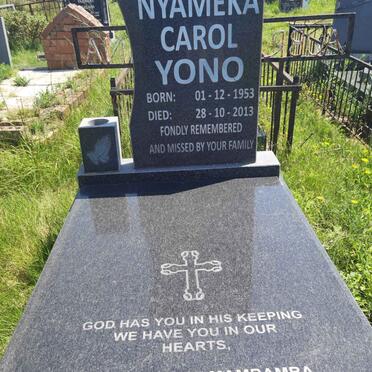 NYAMEKA
CAROL
YONO
BORN: 01-12-1953
DIED: 28-10-2013
FONDLY REMEMBERED
AND MISSED BY YOUR FAMILY
GOD HAS YOU IN HIS KEEPING
WE HAVE YOU IN OUR
HEARTS,